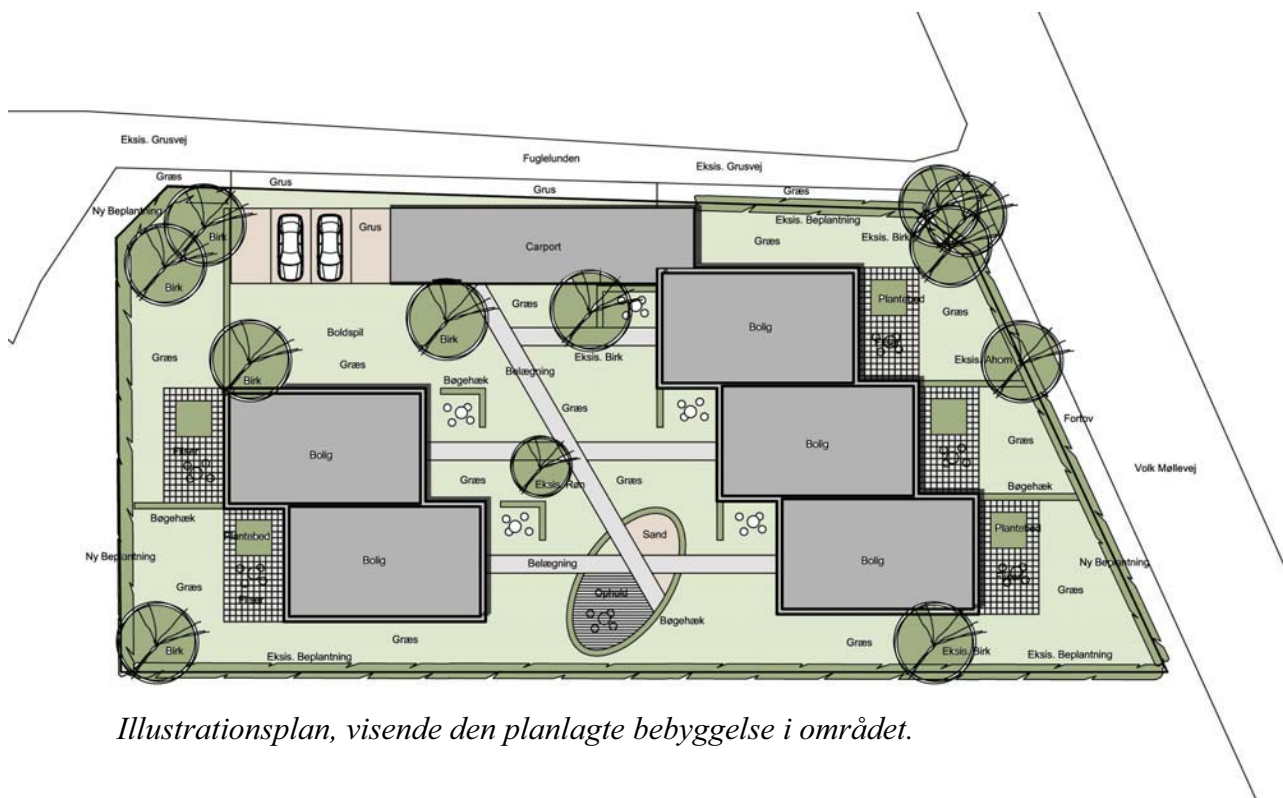 Eksis. Grusvej
Fuglelunden
Eksis. Grusvej
Græs
Grus
Grus
Græs
Ny Beplantning
Eksis. Beplantning
Birk
Grus
Carport
Græs
Eksis. Birk
Birk
Græs
Plantebed
Boldspil
Birk
Bolig
Græs
Græs
Græs
Eksis. Birk
Eksis. Ahorn
Birk
Belægning
Bøgehæk
Græs
Fortov
Bolig
Bolig
Græs
Fliser
Volk Møllevej
Græs
Eksis. Røn
Græs
Bøgehæk
Bøgehæk
Plantebed
Sand
Plantebed
Ny Beplantning
Bolig
Belægning
Bolig
Ny Beplantning
Græs
Ophold
Græs
Fliser
Bøgehæk
Græs
Græs
Birk
Eksis. Beplantning
Eksis. Birk
Eksis. Beplantning
Illustrationsplan, visende den planlagte bebyggelse i området.